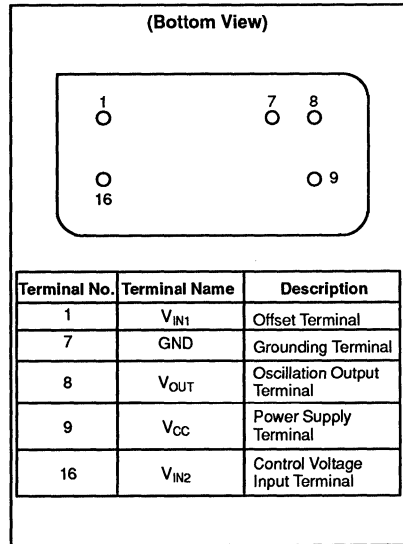 (Bottom View)
1 7 8
16 9
Terminal No. Terminal Name Description
1 VIN1 Offset Terminal
7 GND Grounding Terminal
8 VOUT Oscillation Output
Terminal
9 VCC Power Supply
Terminal
16 VIN2 Control Voltage
Input Terminal